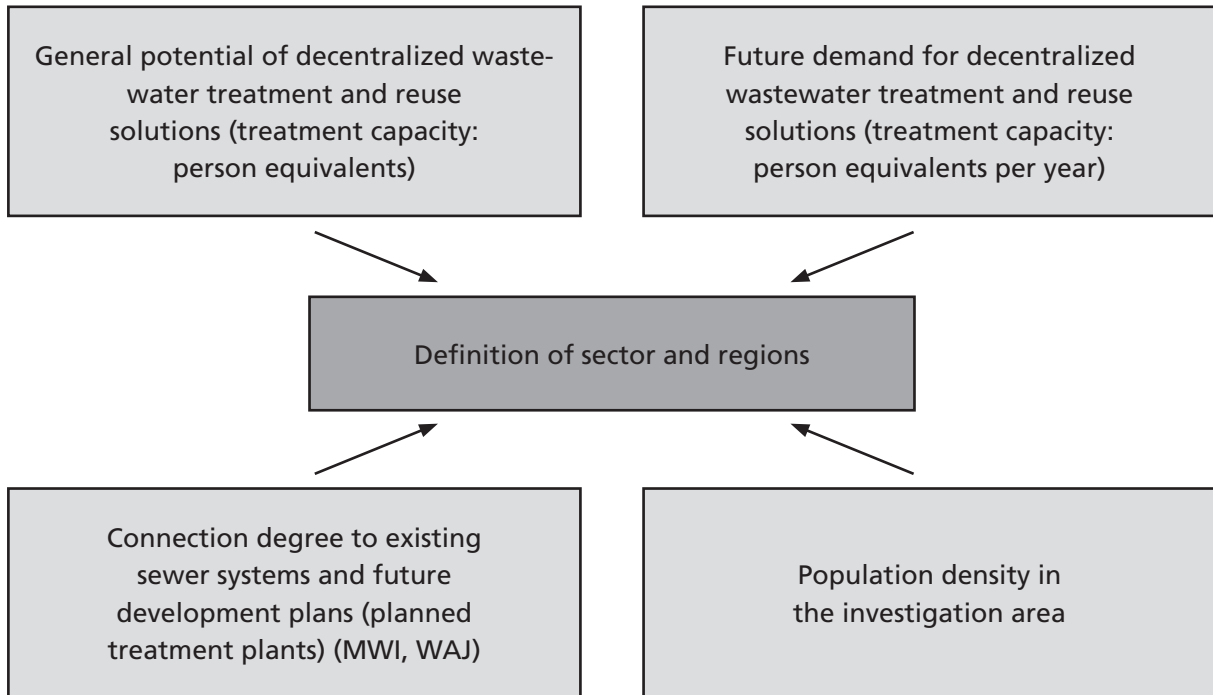 General potential of decentralized waste-
water treatment and reuse
solutions (treatment capacity:
person equivalents)
Future demand for decentralized
wastewater treatment and reuse
solutions (treatment capacity:
person equivalents per year)
Definition of sector and regions
Connection degree to existing
sewer systems and future
development plans (planned
treatment plants) (MWI, WAJ)
Population density in
the investigation area